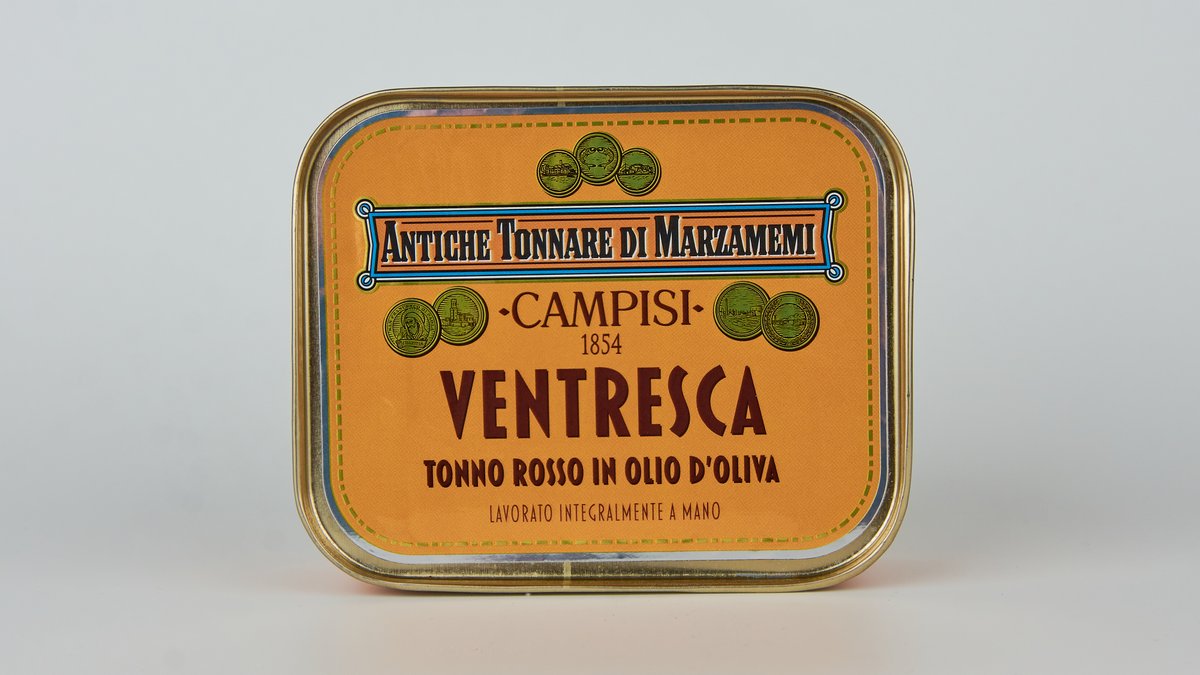 ANTICHE TONNARE DI MARZAMEMI
·CAMPISI·
1854
VENTRESCA
TONNO ROSSO IN OLIO D'OLIVA
LAVORATO INTEGRALMENTE A MANO